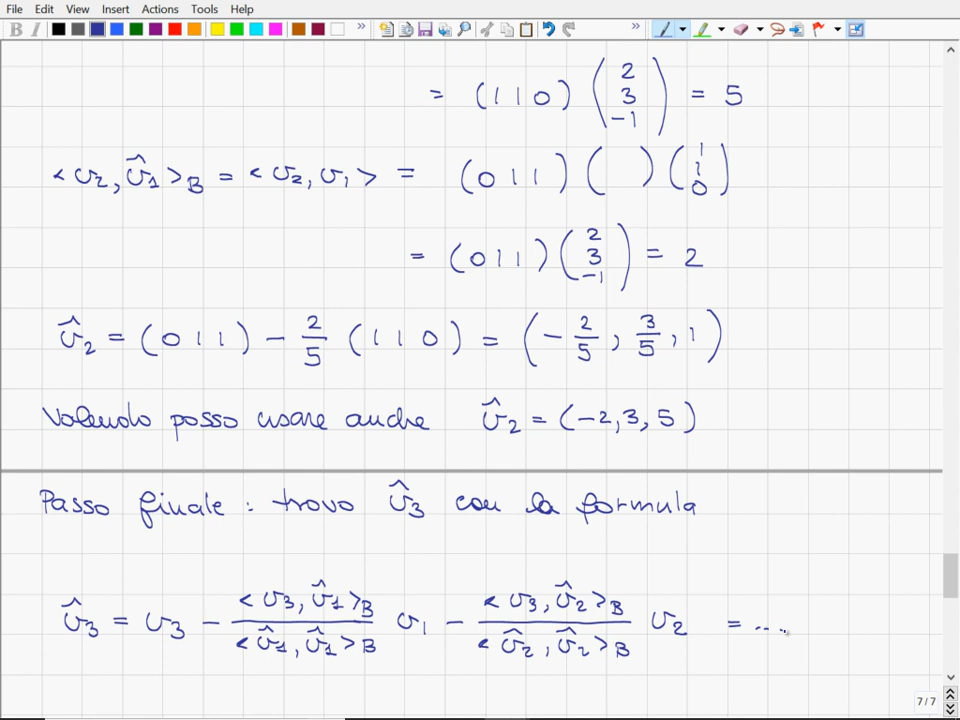 File Edit View Insert Actions Tools Help
B I
= (1 1 0) (2 3 -1) = 5
<v₂, v̂₁>_B = <v₂, v₁> = (0 1 1) ( ) (1 1 0)
= (0 1 1) (2 3 -1) = 2
v̂₂ = (0 1 1) - 2/5 (1 1 0) = (-2/5, 3/5, 1)
Volendo posso usare anche v̂₂ = (-2, 3, 5)
Passo finale: trovo v̂₃ con la formula
v̂₃ = v₃ - <v₃, v̂₁>_B / <v̂₁, v̂₁>_B v₁ - <v₃, v̂₂>_B / <v̂₂, v̂₂>_B v₂ = ....
7 / 7